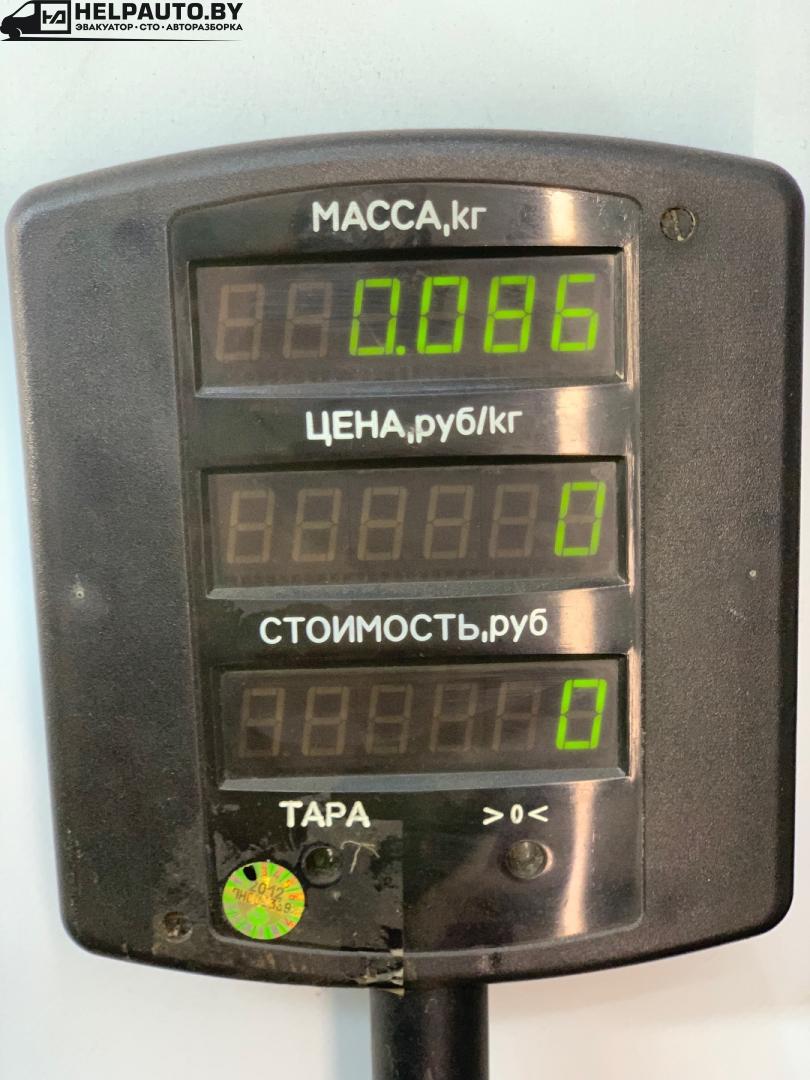 HELPAUTO.BY
ЭВАКУАТОР • СТО • АВТОРАЗБОРКА
МАССА,кг
0.086
ЦЕНА,руб/кг
0
СТОИМОСТЬ,руб
0
ТАРА >0<
2012